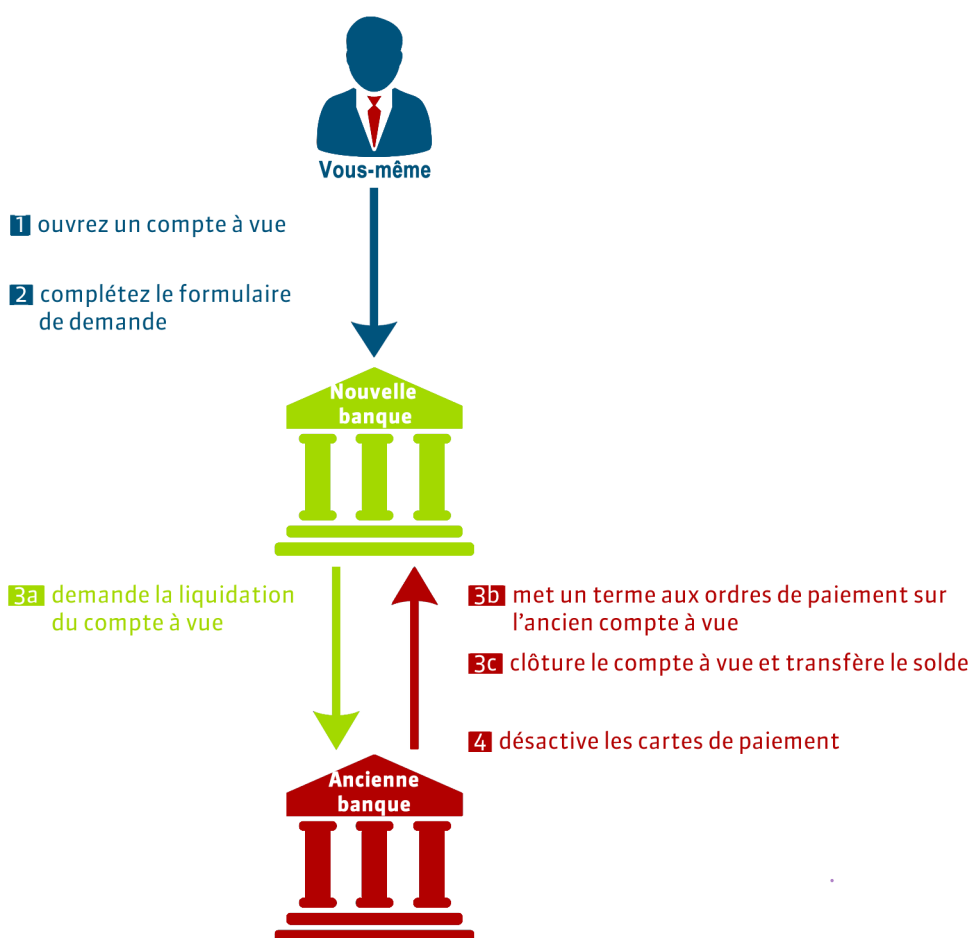 Vous-même
1 ouvrez un compte à vue
2 complétez le formulaire
de demande
Nouvelle
banque
3a demande la liquidation
du compte à vue
3b met un terme aux ordres de paiement sur
l’ancien compte à vue
3c clôture le compte à vue et transfère le solde
4 désactive les cartes de paiement
Ancienne
banque